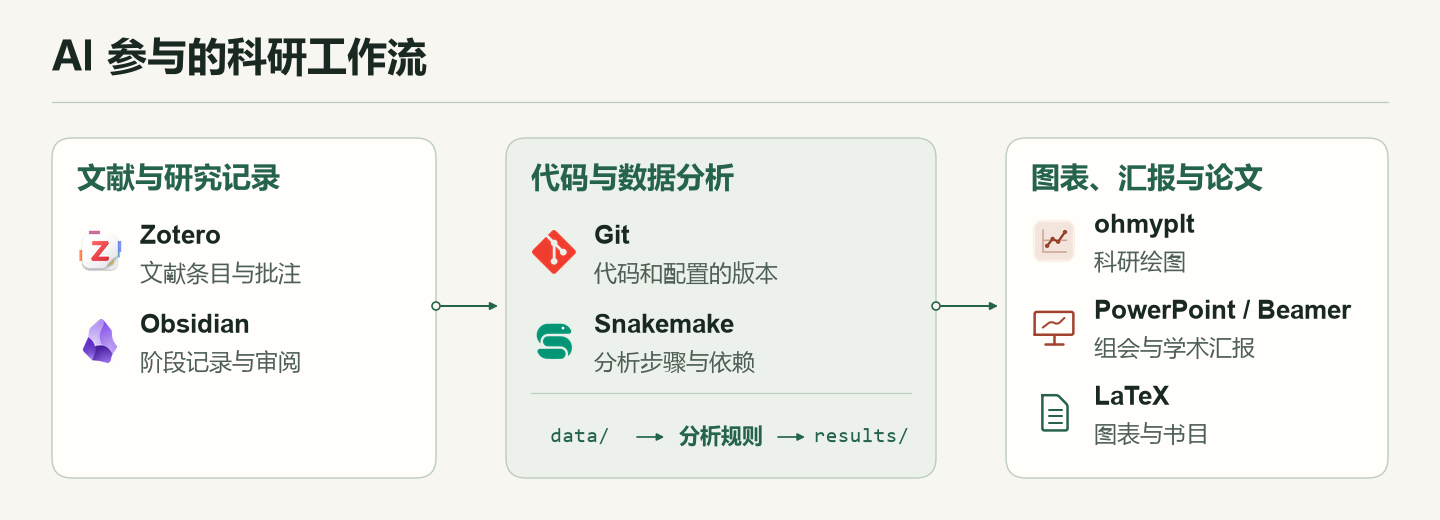 AI 参与的科研工作流
文献与研究记录
Zotero
文献条目与批注
Obsidian
阶段记录与审阅
代码与数据分析
Git
代码和配置的版本
Snakemake
分析步骤与依赖
data/ → 分析规则 → results/
图表、汇报与论文
ohmyplt
科研绘图
PowerPoint / Beamer
组会与学术汇报
LaTeX
图表与书目